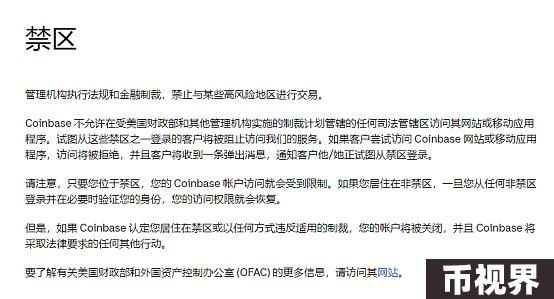 禁区
管理机构执行法规和金融制裁，禁止与某些高风险地区进行交易。
Coinbase 不允许在受美国财政部和其他管理机构实施的制裁计划管辖的任何司法管辖区访问其网站或移动应用
程序。试图从这些禁区之一登录的客户将被阻止访问我们的服务。如果客户尝试访问 Coinbase 网站或移动应用
程序，访问将被拒绝，并且客户将收到一条弹出消息，通知客户他/她正试图从禁区登录。
请注意，只要您位于禁区，您的 Coinbase 帐户访问就会受到限制。如果您居住在非禁区，一旦您从任何非禁区
登录并在必要时验证您的身份，您的访问权限就会恢复。
但是，如果 Coinbase 认定您居住在禁区或以任何方式违反适用的制裁，您的帐户将被关闭，并且 Coinbase 将
采取法律要求的任何其他行动。
要了解有关美国财政部和外国资产控制办公室 (OFAC) 的更多信息，请访问其网站。
币视界